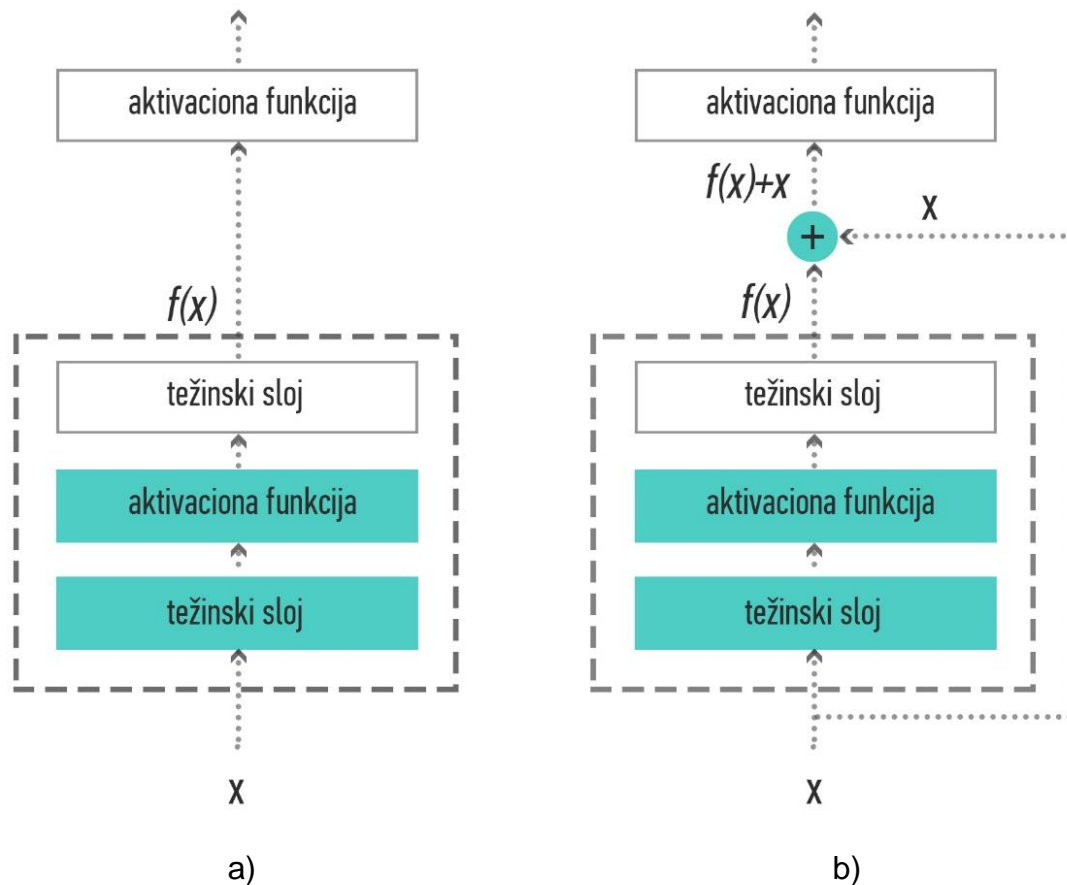 aktivaciona funkcija
f(x)
težinski sloj
aktivaciona funkcija
težinski sloj
x
a)
aktivaciona funkcija
f(x)+x
x
+
f(x)
težinski sloj
aktivaciona funkcija
težinski sloj
x
b)